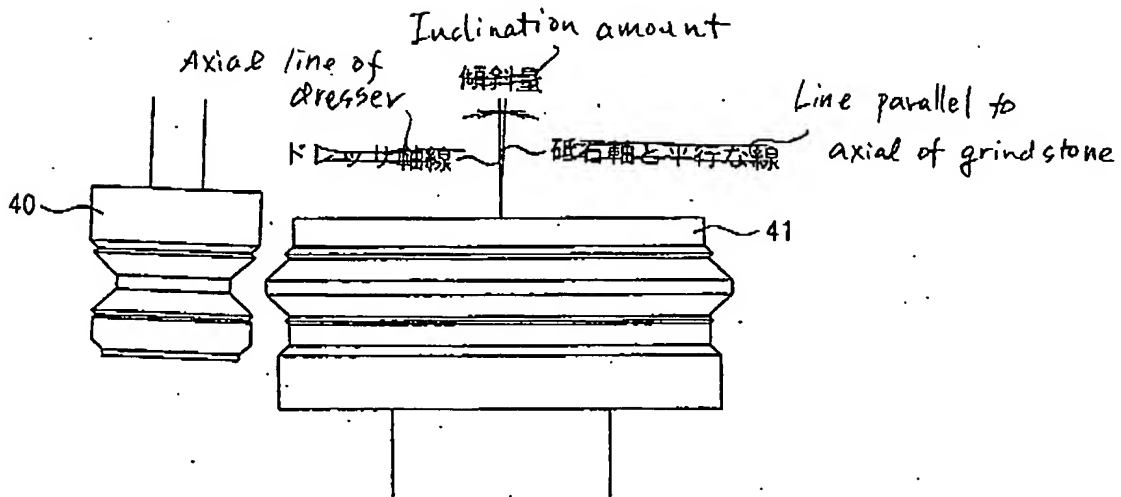 Inclination amount
傾斜量
Axial line of
dresser
ドレッサ軸線
Line parallel to
axial of grindstone
砥石軸と平行な線
40
41